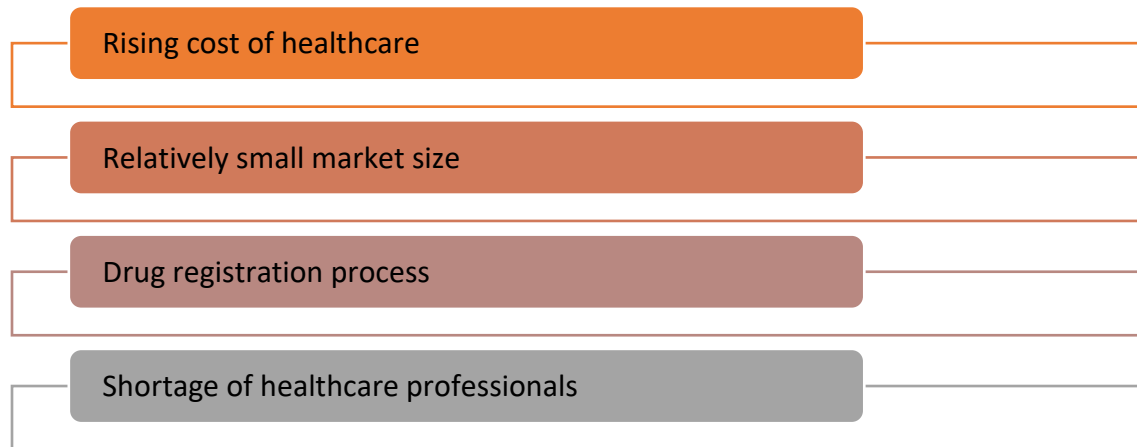 Rising cost of healthcare
Relatively small market size
Drug registration process
Shortage of healthcare professionals